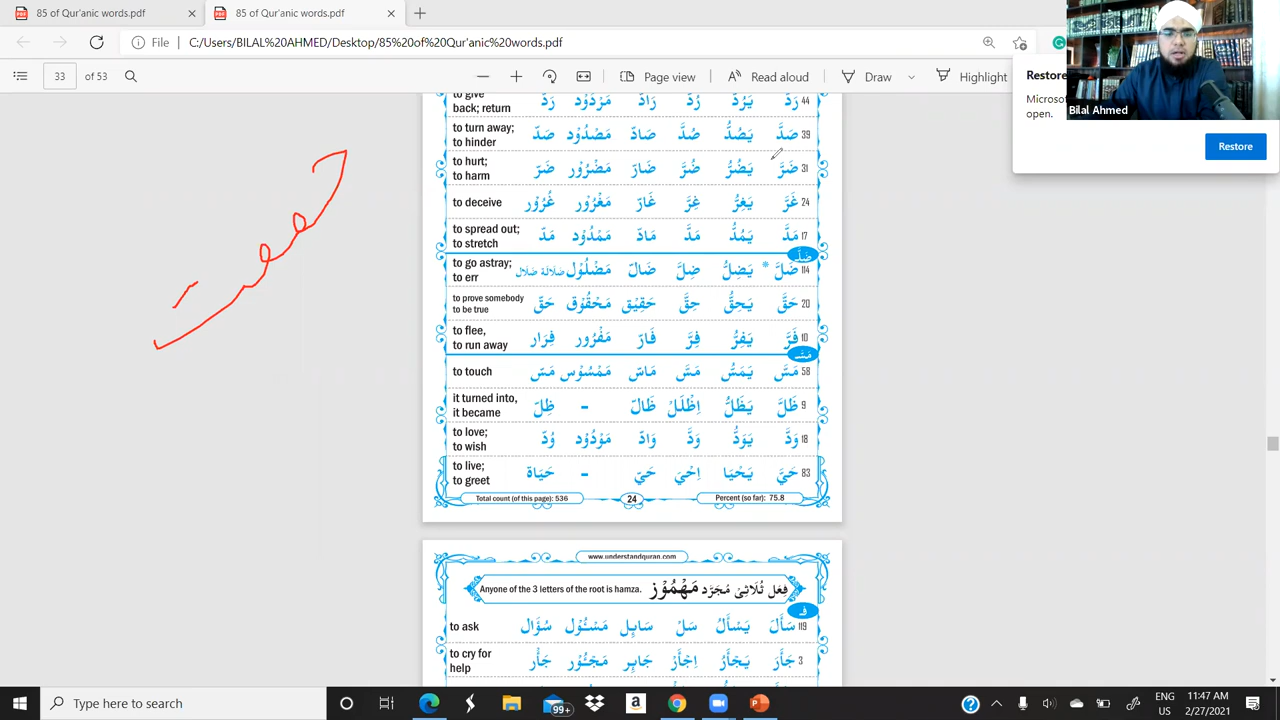 85 of Qur'anic words.pdf
85 of Qur'anic words.pdf
File C:/Users/BILAL%20AHMED/Desktop/85%20of%20Qur'anic%20words.pdf
33 of 53 Page view Read aloud Draw Highlight
Bilal Ahmed
Restore
Microsof
open.
Restore
to give
back; return رَدَّ يَرُدُّ رُدَّ رَادّ مَرْدُوْد رَدّ 44
to turn away;
to hinder صَدَّ يَصُدُّ صُدَّ صَادّ مَصْدُوْد صَدّ 39
to hurt;
to harm ضَرَّ يَضُرُّ ضُرَّ ضَارّ مَضْرُوْر ضَرّ 31
to deceive غَرَّ يَغِرُّ غِرَّ غَارّ مَغْرُوْر غُرُوْر 24
to spread out;
to stretch مَدَّ يَمُدُّ مَدَّ مَادّ مَمْدُوْد مَدّ 17
ضَلَّ
to go astray;
to err ضَلَّ * يَضِلُّ ضِلَّ ضَالّ مَضْلُوْل ضَلَالَة ضَلَال 114
to prove somebody
to be true حَقَّ يَحِقُّ حِقَّ حَقِيْق مَحْقُوْق حَقّ 20
to flee,
to run away فَرَّ يَفِرُّ فِرَّ فَارّ مَفْرُور فِرَار 10
to touch مَسَّ يَمَسُّ مَسَّ مَاسّ مَمْسُوْس مَسّ 58
it turned into,
it became ظَلَّ يَظَلُّ اِظْلَلْ ظَالّ - ظِلّ 9
to love;
to wish وَدَّ يَوَدُّ وَدَّ وَادّ مَوْدُوْد وُدّ 18
to live;
to greet حَيَّ يَحْيَا اِحْيَ حَيّ - حَيَاة 83
Total count (of this page): 536 24 Percent (so far): 75.8
www.understandquran.com
Anyone of the 3 letters of the root is hamza. فِعْل ثُلَاثِيْ مُجَرَّد مَهْمُوْز
to ask سَأَلَ يَسْأَلُ سَلْ سَايِل مَسْئُوْل سُؤَال 119
to cry for
help جَأَرَ يَجْأَرُ اِجْأَرْ جَايِر مَجْئُوْر جَأْر 3
Type here to search
99+
ENG
US
11:47 AM
2/27/2021